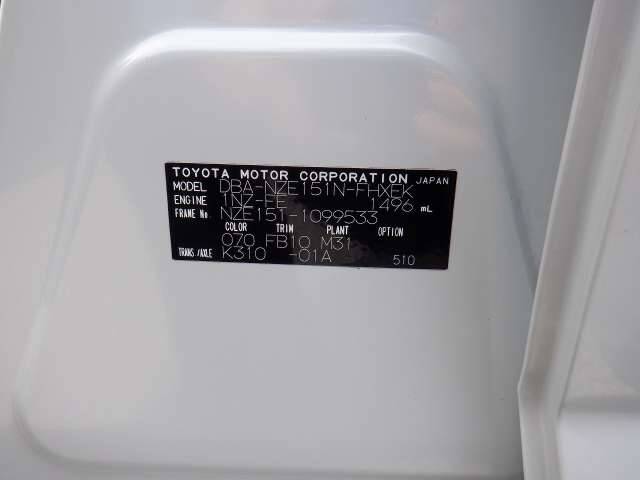 TOYOTA MOTOR CORPORATION JAPAN
MODEL DBA-NZE151N-FHXEK
ENGINE 1NZ-FE 1496 mL
FRAME No NZE151-1099533
COLOR TRIM PLANT OPTION
070 FB10 M31
TRANS./AXLE K310 -01A 510